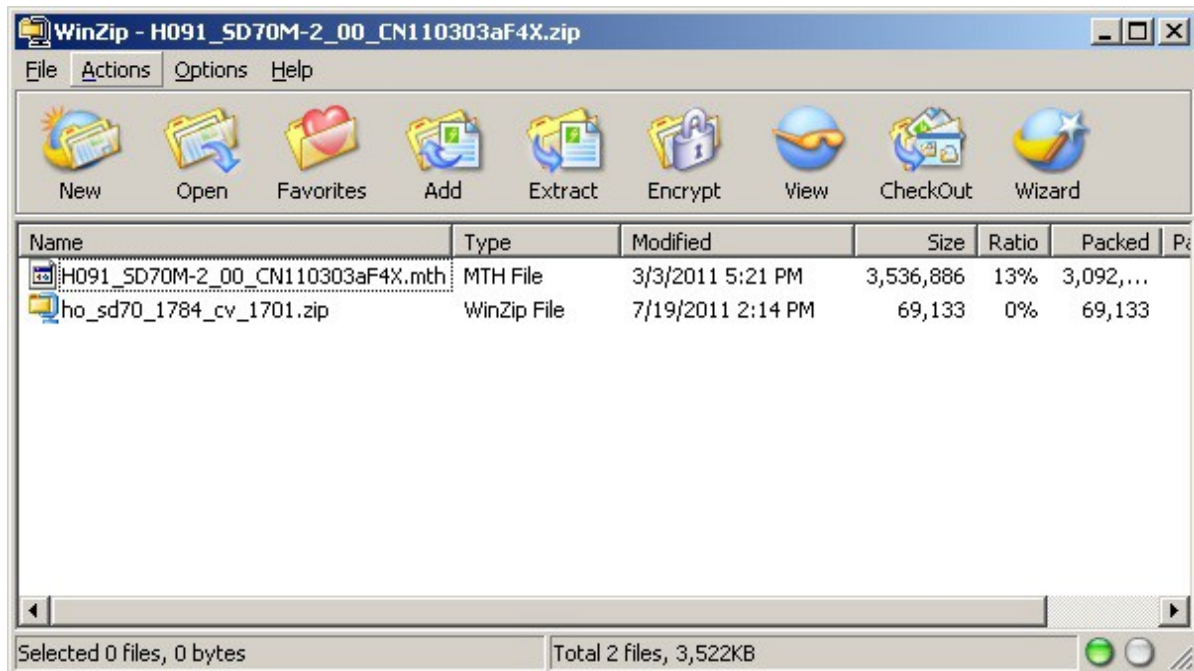 WinZip - H091_SD70M-2_00_CN110303aF4X.zip
File Actions Options Help
New Open Favorites Add Extract Encrypt View CheckOut Wizard
Name Type Modified Size Ratio Packed Pa
H091_SD70M-2_00_CN110303aF4X.mth MTH File 3/3/2011 5:21 PM 3,536,886 13% 3,092,...
ho_sd70_1784_cv_1701.zip WinZip File 7/19/2011 2:14 PM 69,133 0% 69,133
Selected 0 files, 0 bytes Total 2 files, 3,522KB